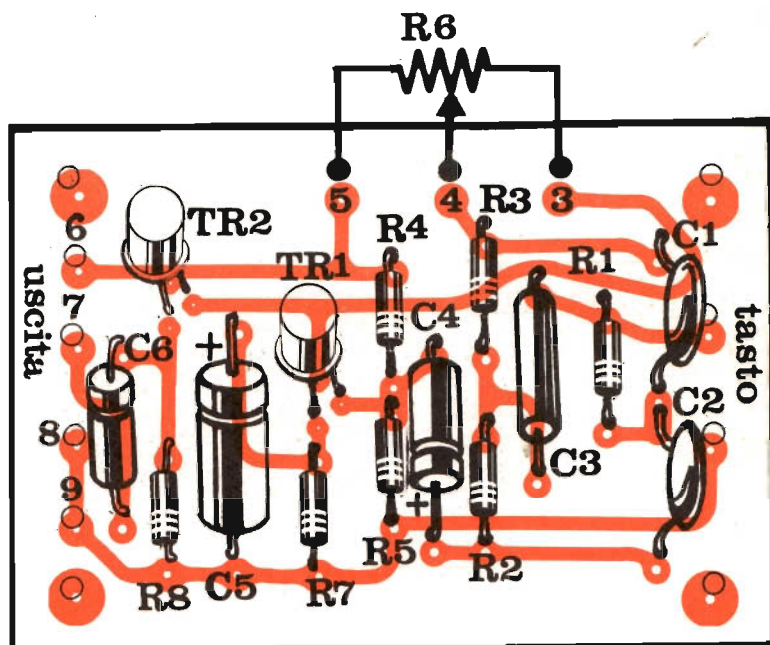 R6
5
4
3
6
7
8
9
uscita
tasto
TR2
TR1
R4
R3
R1
C1
C2
C3
C4
C6
+
+
R8
C5
R7
R5
R2